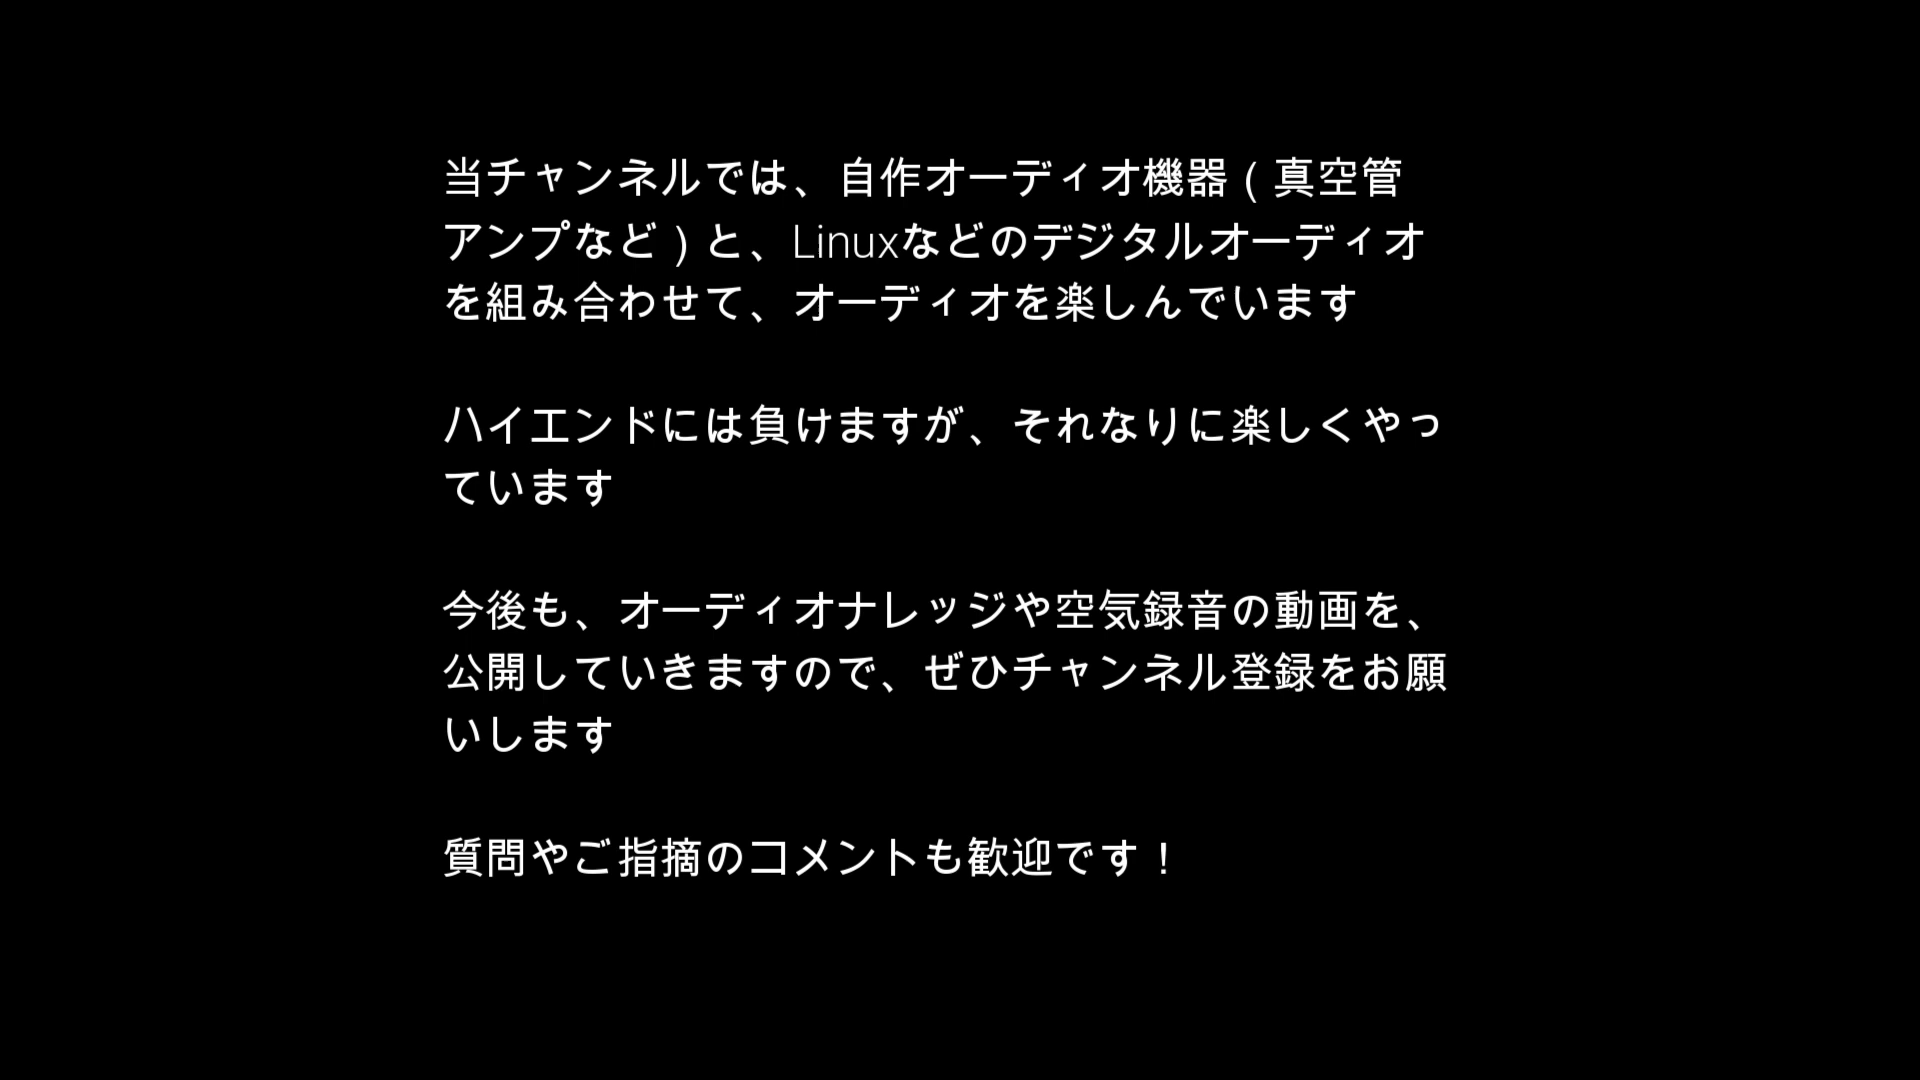 当チャンネルでは、自作オーディオ機器（真空管
アンプなど）と、Linuxなどのデジタルオーディオ
を組み合わせて、オーディオを楽しんでいます
ハイエンドには負けますが、それなりに楽しくやっ
ています
今後も、オーディオナレッジや空気録音の動画を、
公開していきますので、ぜひチャンネル登録をお願
いします
質問やご指摘のコメントも歓迎です！